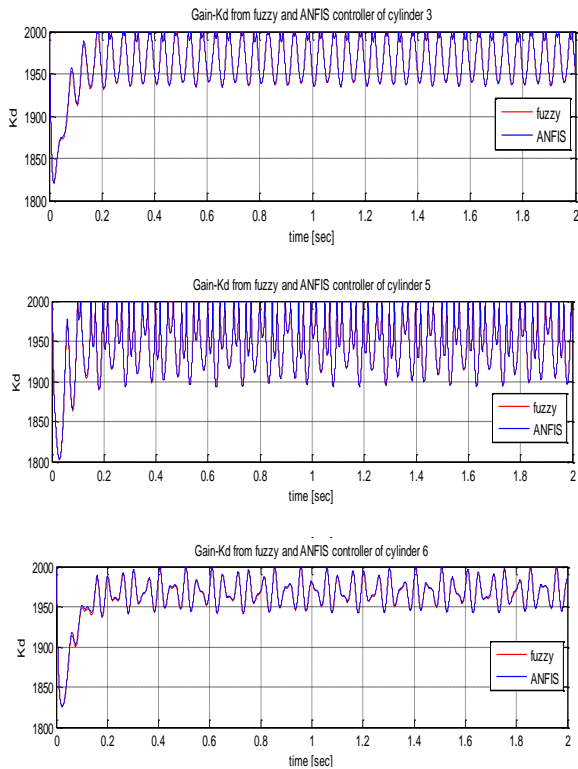 Gain-Kd from fuzzy and ANFIS controller of cylinder 3
2000
1950
1900
1850
1800
Kd
fuzzy
ANFIS
0 0.2 0.4 0.6 0.8 1 1.2 1.4 1.6 1.8 2
time [sec]
Gain-Kd from fuzzy and ANFIS controller of cylinder 5
2000
1950
1900
1850
1800
Kd
fuzzy
ANFIS
0 0.2 0.4 0.6 0.8 1 1.2 1.4 1.6 1.8 2
time [sec]
Gain-Kd from fuzzy and ANFIS controller of cylinder 6
2000
1950
1900
1850
1800
Kd
fuzzy
ANFIS
0 0.2 0.4 0.6 0.8 1 1.2 1.4 1.6 1.8 2
time [sec]